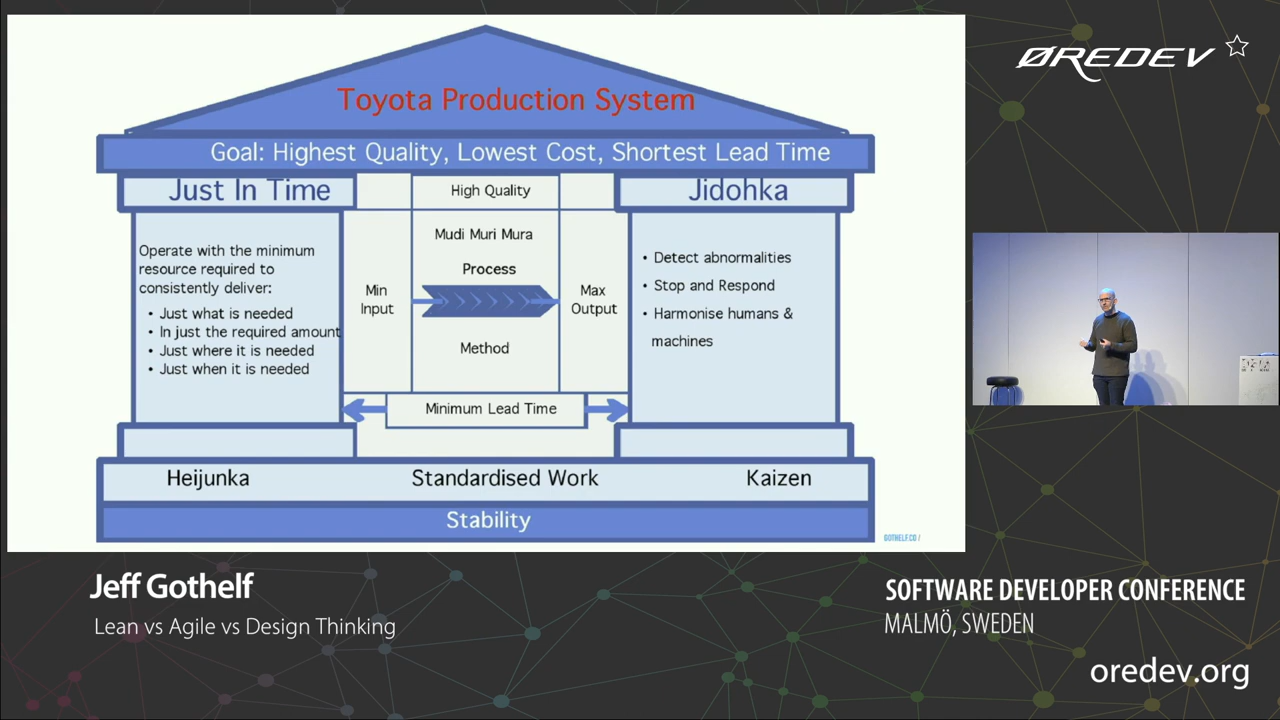 Toyota Production System
Goal: Highest Quality, Lowest Cost, Shortest Lead Time
Just In Time
High Quality
Jidohka
Operate with the minimum
resource required to
consistently deliver:
• Just what is needed
• In just the required amount
• Just where it is needed
• Just when it is needed
Min
Input
Mudi Muri Mura
Process
Method
Max
Output
• Detect abnormalities
• Stop and Respond
• Harmonise humans &
machines
Minimum Lead Time
Heijunka
Standardised Work
Kaizen
Stability
GOTHELF.CO /
ØREDEV
Jeff Gothelf
Lean vs Agile vs Design Thinking
SOFTWARE DEVELOPER CONFERENCE
MALMÖ, SWEDEN
oredev.org